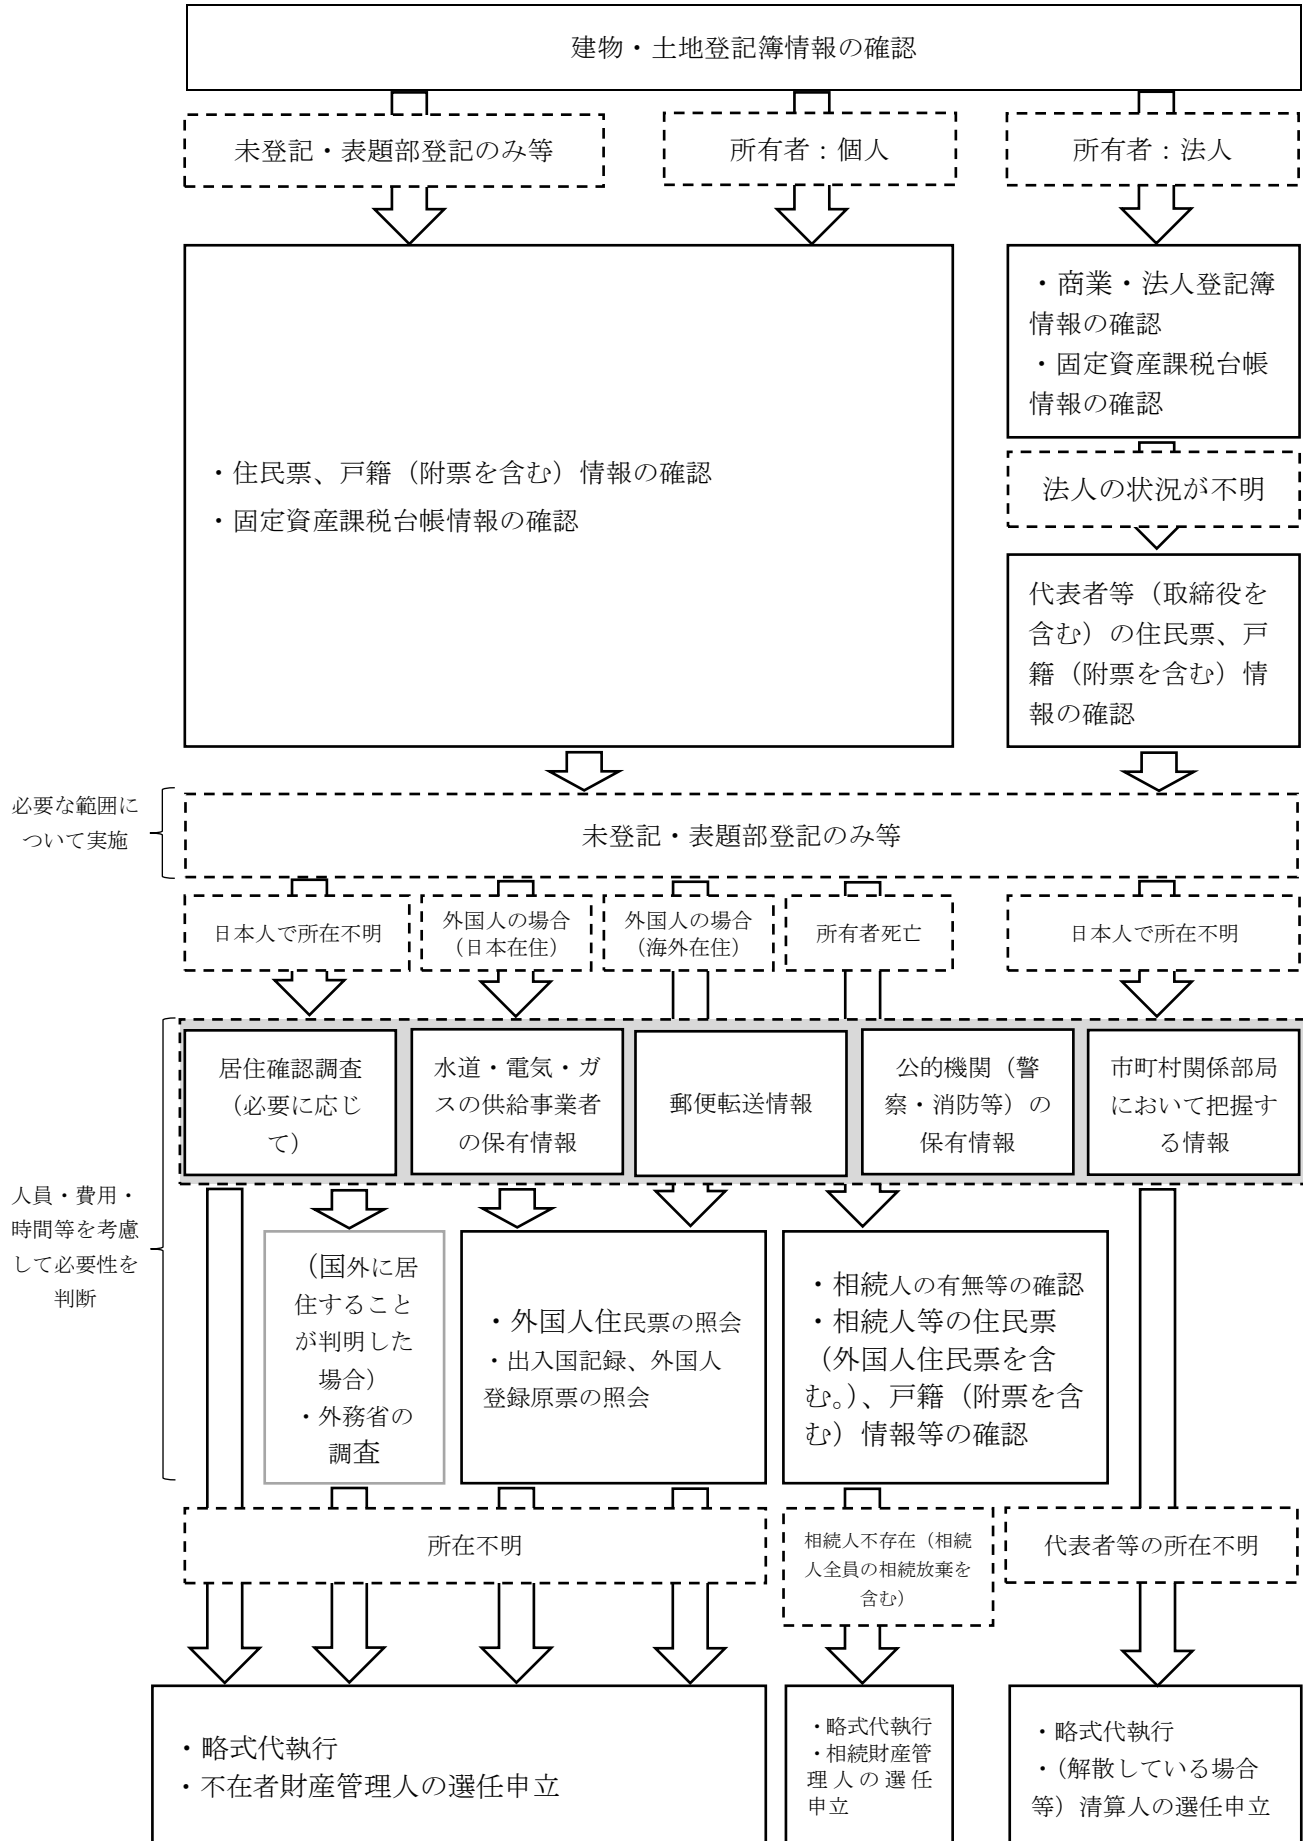 建物・土地登記簿情報の確認
未登記・表題部登記のみ等
所有者：個人
所有者：法人
・住民票、戸籍（附票を含む）情報の確認
・固定資産課税台帳情報の確認
・商業・法人登記簿
情報の確認
・固定資産課税台帳
情報の確認
法人の状況が不明
代表者等（取締役を
含む）の住民票、戸
籍（附票を含む）情
報の確認
必要な範囲に
ついて実施
未登記・表題部登記のみ等
日本人で所在不明
外国人の場合
（日本在住）
外国人の場合
（海外在住）
所有者死亡
日本人で所在不明
人員・費用・
時間等を考慮
して必要性を
判断
居住確認調査
（必要に応じ
て）
水道・電気・ガ
スの供給事業者
の保有情報
郵便転送情報
公的機関（警
察・消防等）の
保有情報
市町村関係部局
において把握す
る情報
（国外に居
住すること
が判明した
場合）
・外務省の
調査
・外国人住民票の照会
・出入国記録、外国人
登録原票の照会
・相続人の有無等の確認
・相続人等の住民票
（外国人住民票を含
む。）、戸籍（附票を含
む）情報等の確認
所在不明
相続人不存在（相続
人全員の相続放棄を
含む）
代表者等の所在不明
・略式代執行
・不在者財産管理人の選任申立
・略式代執行
・相続財産管
理人の選任
申立
・略式代執行
・（解散している場合
等）清算人の選任申立